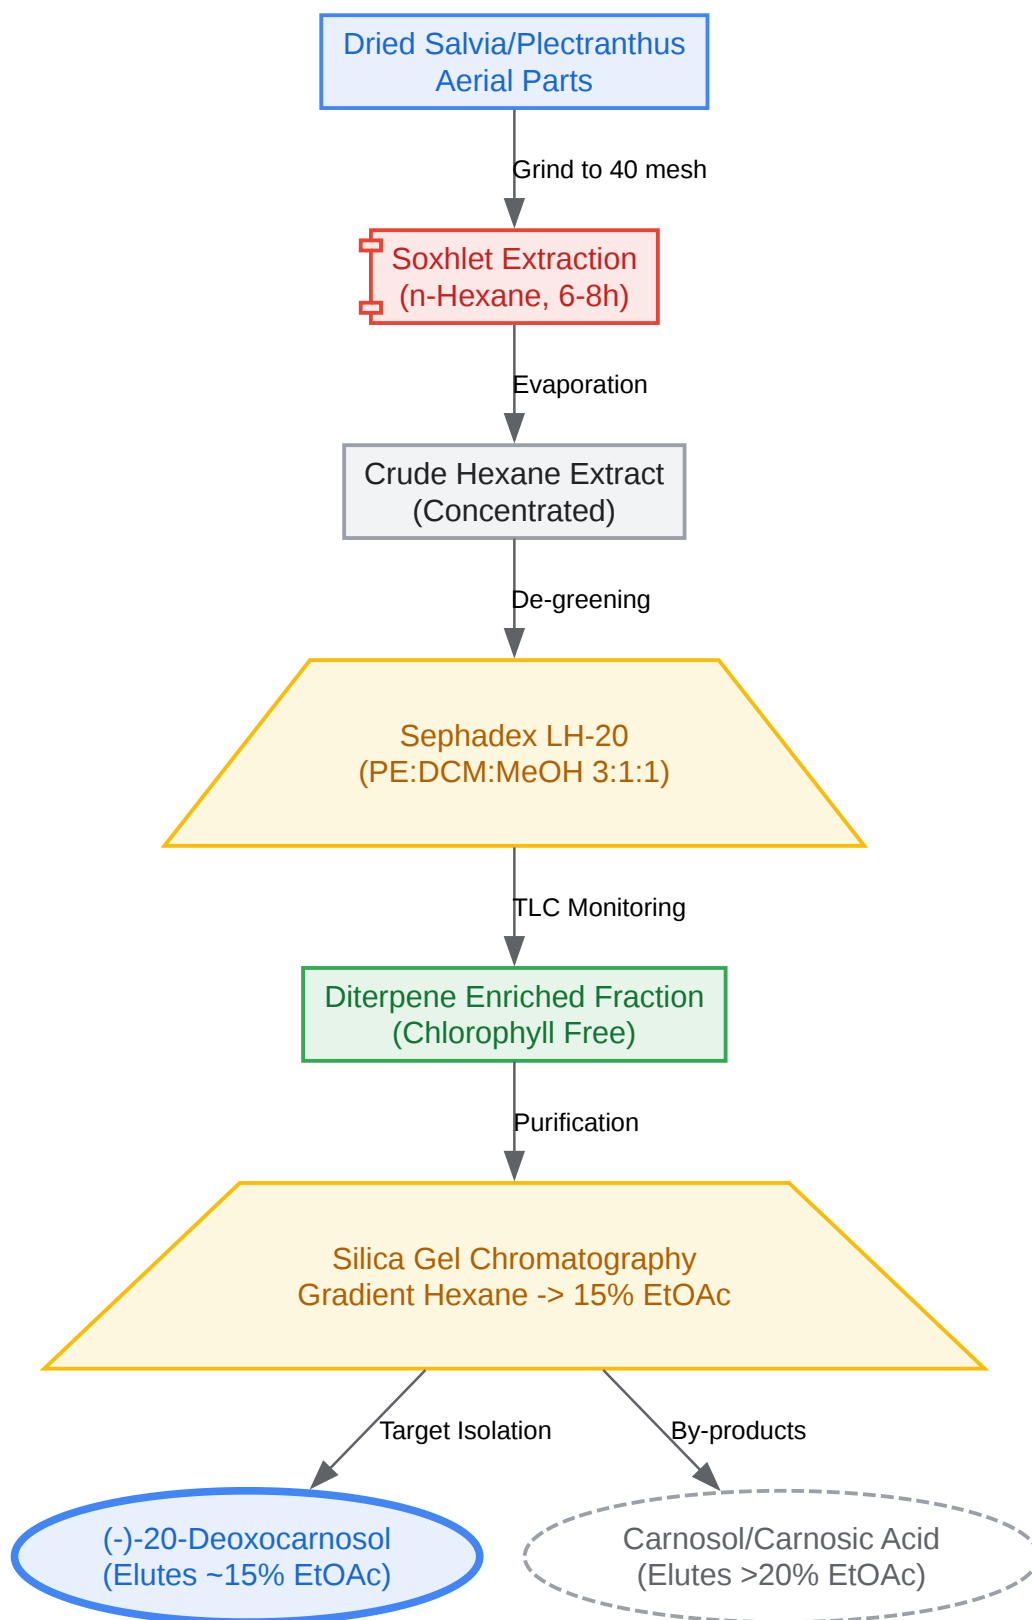 Dried Salvia/Plectranthus
Aerial Parts
Grind to 40 mesh
Soxhlet Extraction
(n-Hexane, 6-8h)
Evaporation
Crude Hexane Extract
(Concentrated)
De-greening
Sephadex LH-20
(PE:DCM:MeOH 3:1:1)
TLC Monitoring
Diterpene Enriched Fraction
(Chlorophyll Free)
Purification
Silica Gel Chromatography
Gradient Hexane -> 15% EtOAc
Target Isolation
By-products
(-)-20-Deoxocarnosol
(Elutes ~15% EtOAc)
Carnosol/Carnosic Acid
(Elutes >20% EtOAc)